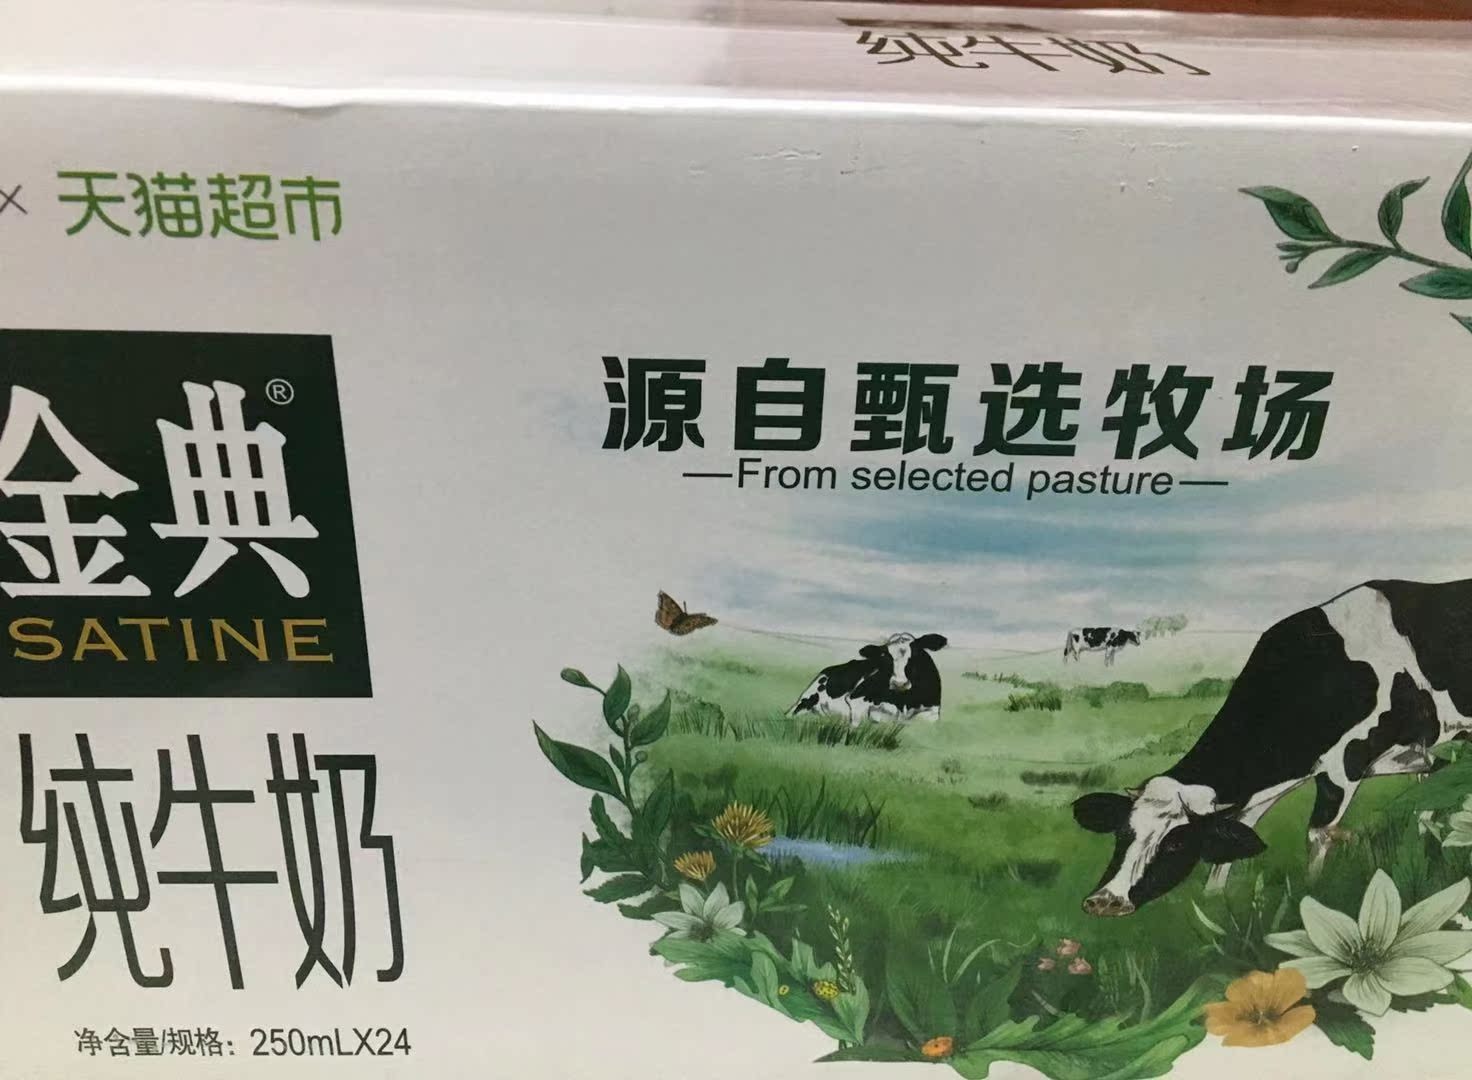 纯牛奶
× 天猫超市
金典®
SATINE
源自甄选牧场
—From selected pasture—
纯牛奶
净含量/规格：250mLX24